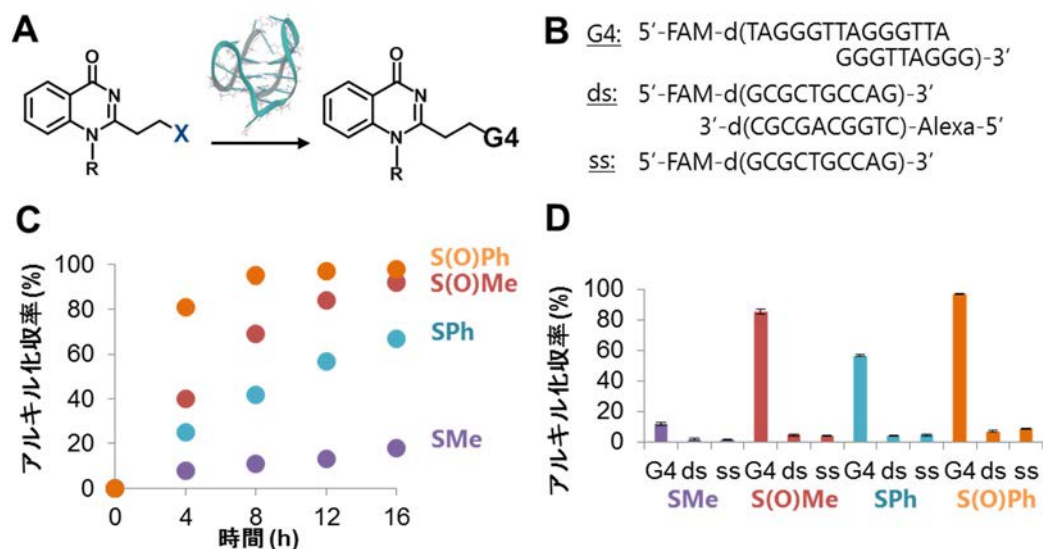 A
O
N
N
R
X
O
N
N
R
G4
B
G4: 5′-FAM-d(TAGGGTTAGGGTTA
GGGTTAGGG)-3′
ds: 5′-FAM-d(GCGCTGCCAG)-3′
3′-d(CGCGACGGTC)-Alexa-5′
ss: 5′-FAM-d(GCGCTGCCAG)-3′
C
アルキル化収率(%)
100
80
60
40
20
0
0 4 8 12 16
時間(h)
S(O)Ph
S(O)Me
SPh
SMe
D
アルキル化収率(%)
100
80
60
40
20
0
G4 ds ss G4 ds ss G4 ds ss G4 ds ss
SMe S(O)Me SPh S(O)Ph